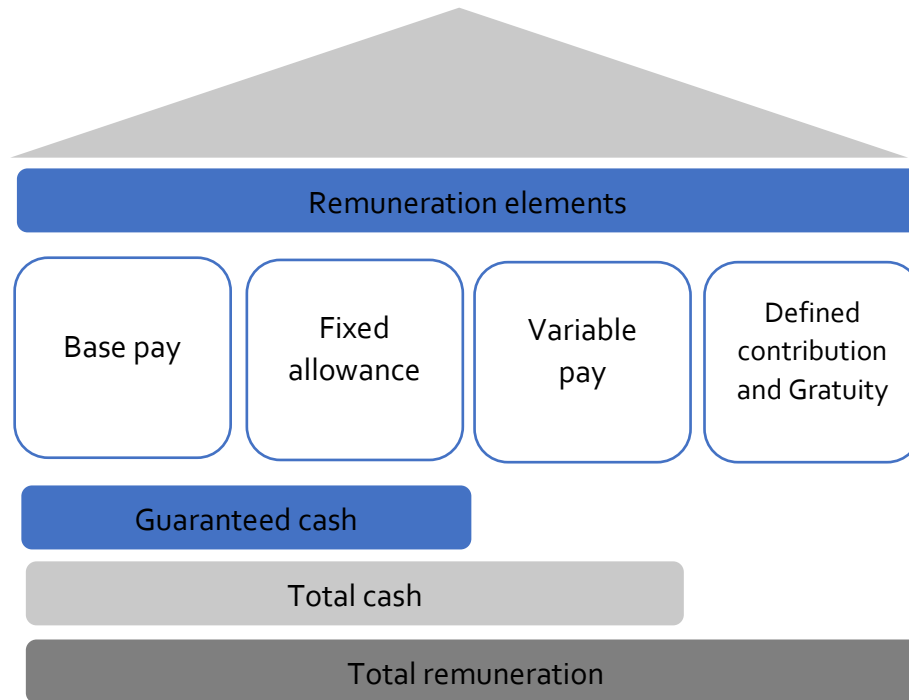 Remuneration elements
Base pay
Fixed
allowance
Variable
pay
Defined
contribution
and Gratuity
Guaranteed cash
Total cash
Total remuneration